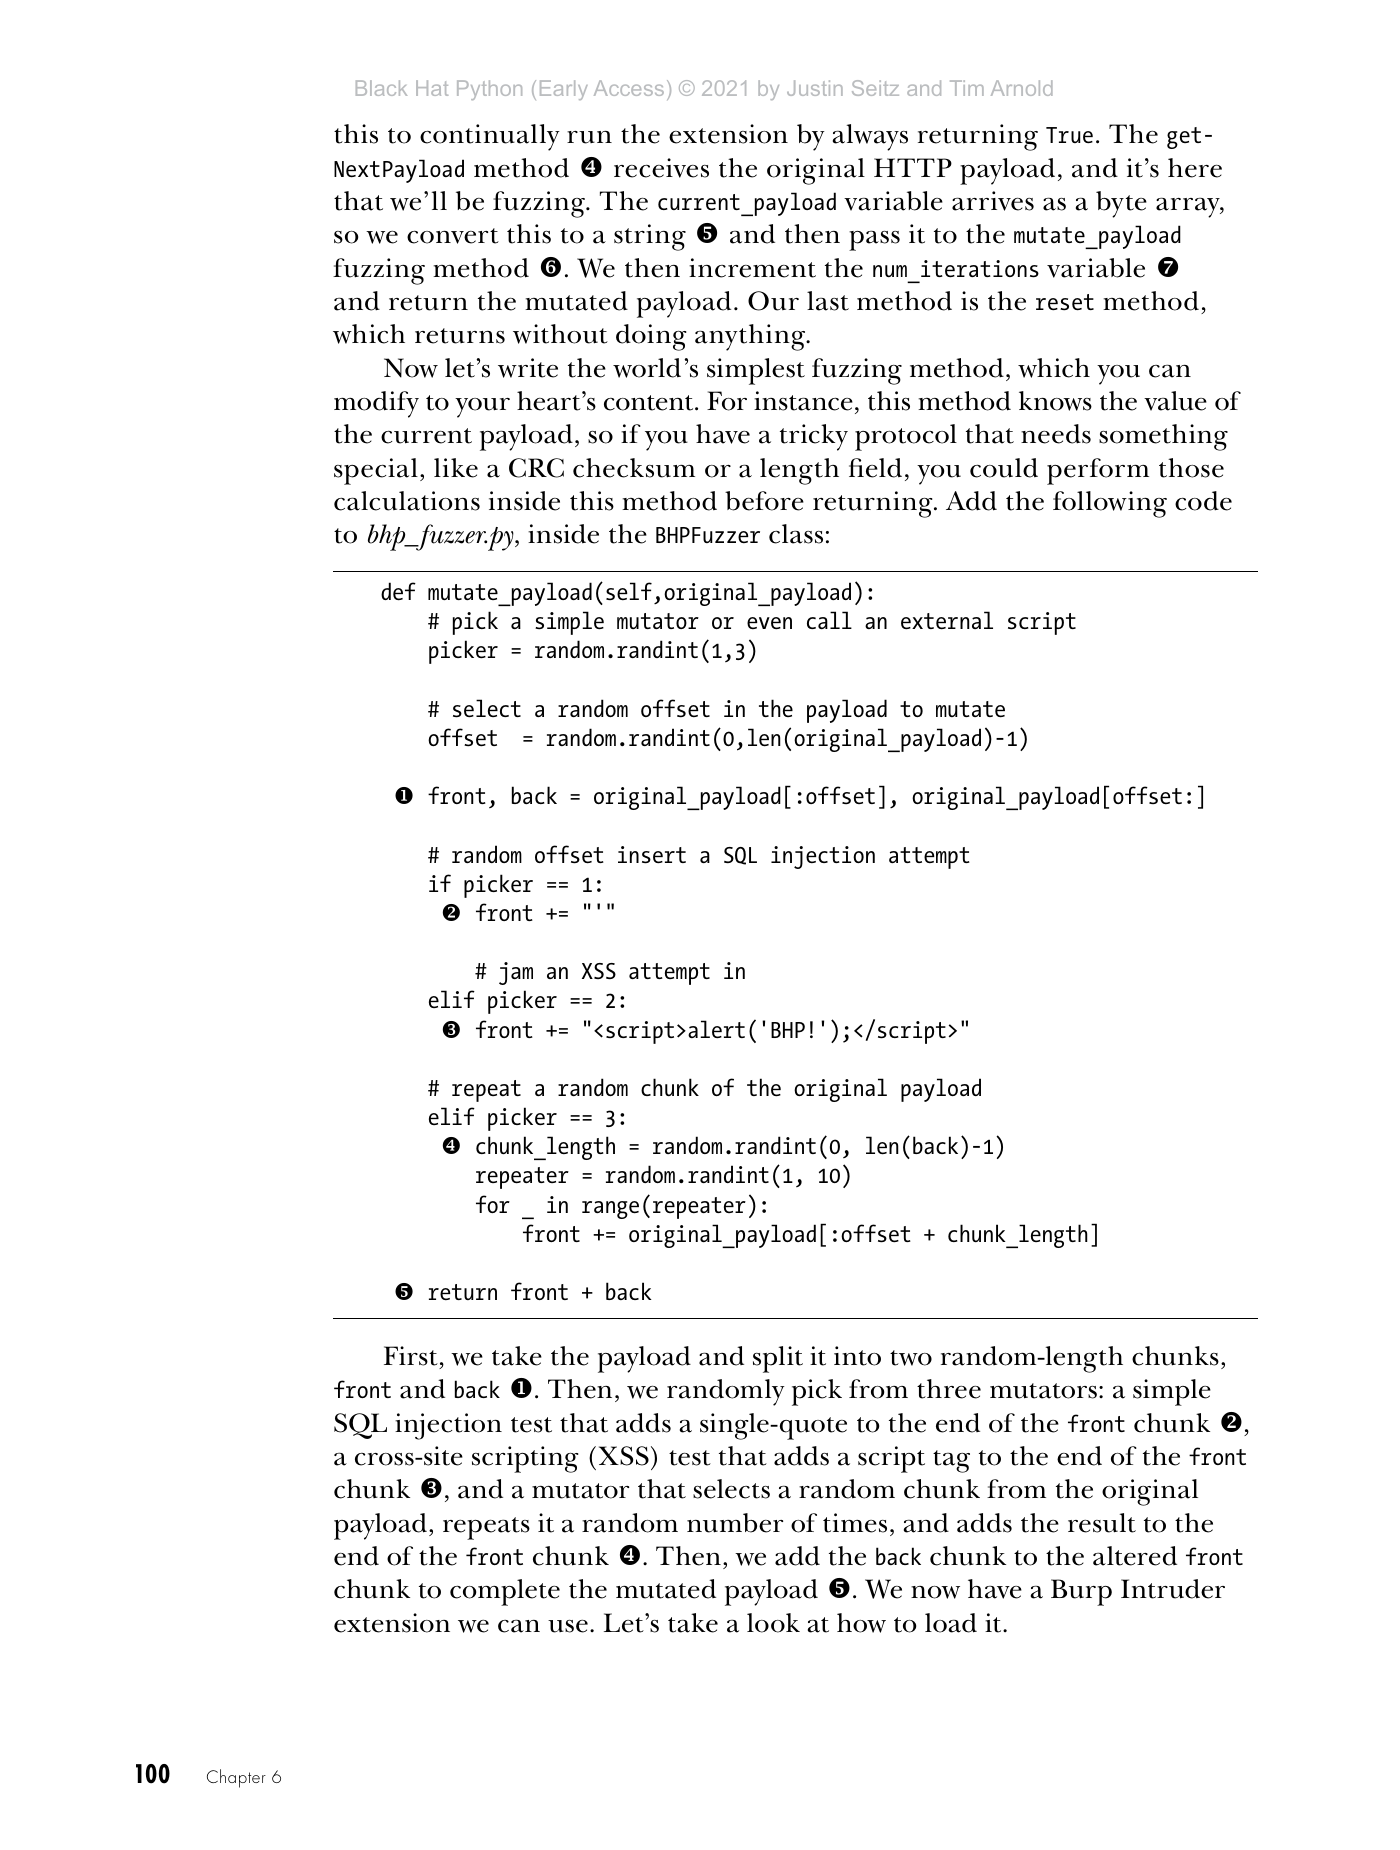 Black Hat Python (Early Access) © 2021 by Justin Seitz and Tim Arnold
this to continually run the extension by always returning True. The get-
NextPayload method ❹ receives the original HTTP payload, and it’s here
that we’ll be fuzzing. The current_payload variable arrives as a byte array,
so we convert this to a string ❺ and then pass it to the mutate_payload
fuzzing method ❻. We then increment the num_iterations variable ❼
and return the mutated payload. Our last method is the reset method,
which returns without doing anything.
Now let’s write the world’s simplest fuzzing method, which you can
modify to your heart’s content. For instance, this method knows the value of
the current payload, so if you have a tricky protocol that needs something
special, like a CRC checksum or a length field, you could perform those
calculations inside this method before returning. Add the following code
to bhp_fuzzer.py, inside the BHPFuzzer class:
def mutate_payload(self,original_payload):
# pick a simple mutator or even call an external script
picker = random.randint(1,3)
# select a random offset in the payload to mutate
offset  = random.randint(0,len(original_payload)-1)
❶ front, back = original_payload[:offset], original_payload[offset:]
# random offset insert a SQL injection attempt
if picker == 1:
❷ front += "'"
# jam an XSS attempt in
elif picker == 2:
❸ front += "<script>alert('BHP!');</script>"
# repeat a random chunk of the original payload
elif picker == 3:
❹ chunk_length = random.randint(0, len(back)-1)
repeater = random.randint(1, 10)
for _ in range(repeater):
front += original_payload[:offset + chunk_length]
❺ return front + back
First, we take the payload and split it into two random-length chunks,
front and back ❶. Then, we randomly pick from three mutators: a simple
SQL injection test that adds a single-quote to the end of the front chunk ❷,
a cross-site scripting (XSS) test that adds a script tag to the end of the front
chunk ❸, and a mutator that selects a random chunk from the original
payload, repeats it a random number of times, and adds the result to the
end of the front chunk ❹. Then, we add the back chunk to the altered front
chunk to complete the mutated payload ❺. We now have a Burp Intruder
extension we can use. Let’s take a look at how to load it.
100 Chapter 6